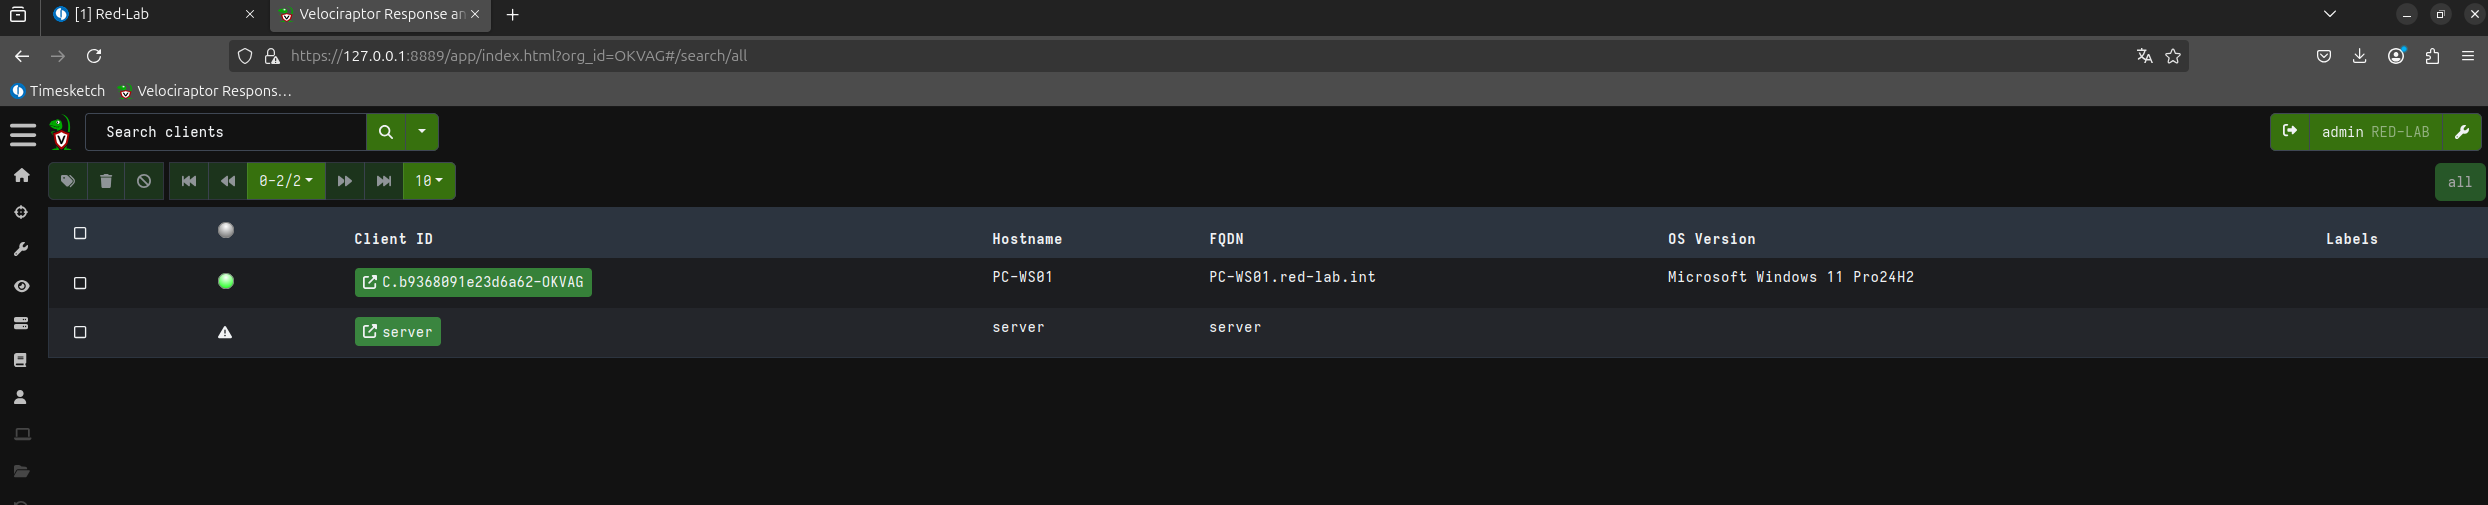 [1] Red-Lab
Velociraptor Response an
https://127.0.0.1:8889/app/index.html?org_id=OKVAG#/search/all
Timesketch Velociraptor Respons…
Search clients
admin RED-LAB
0-2/2 10 all
Client ID Hostname FQDN OS Version Labels
C.b9368091e23d6a62-OKVAG PC-WS01 PC-WS01.red-lab.int Microsoft Windows 11 Pro24H2
server server server